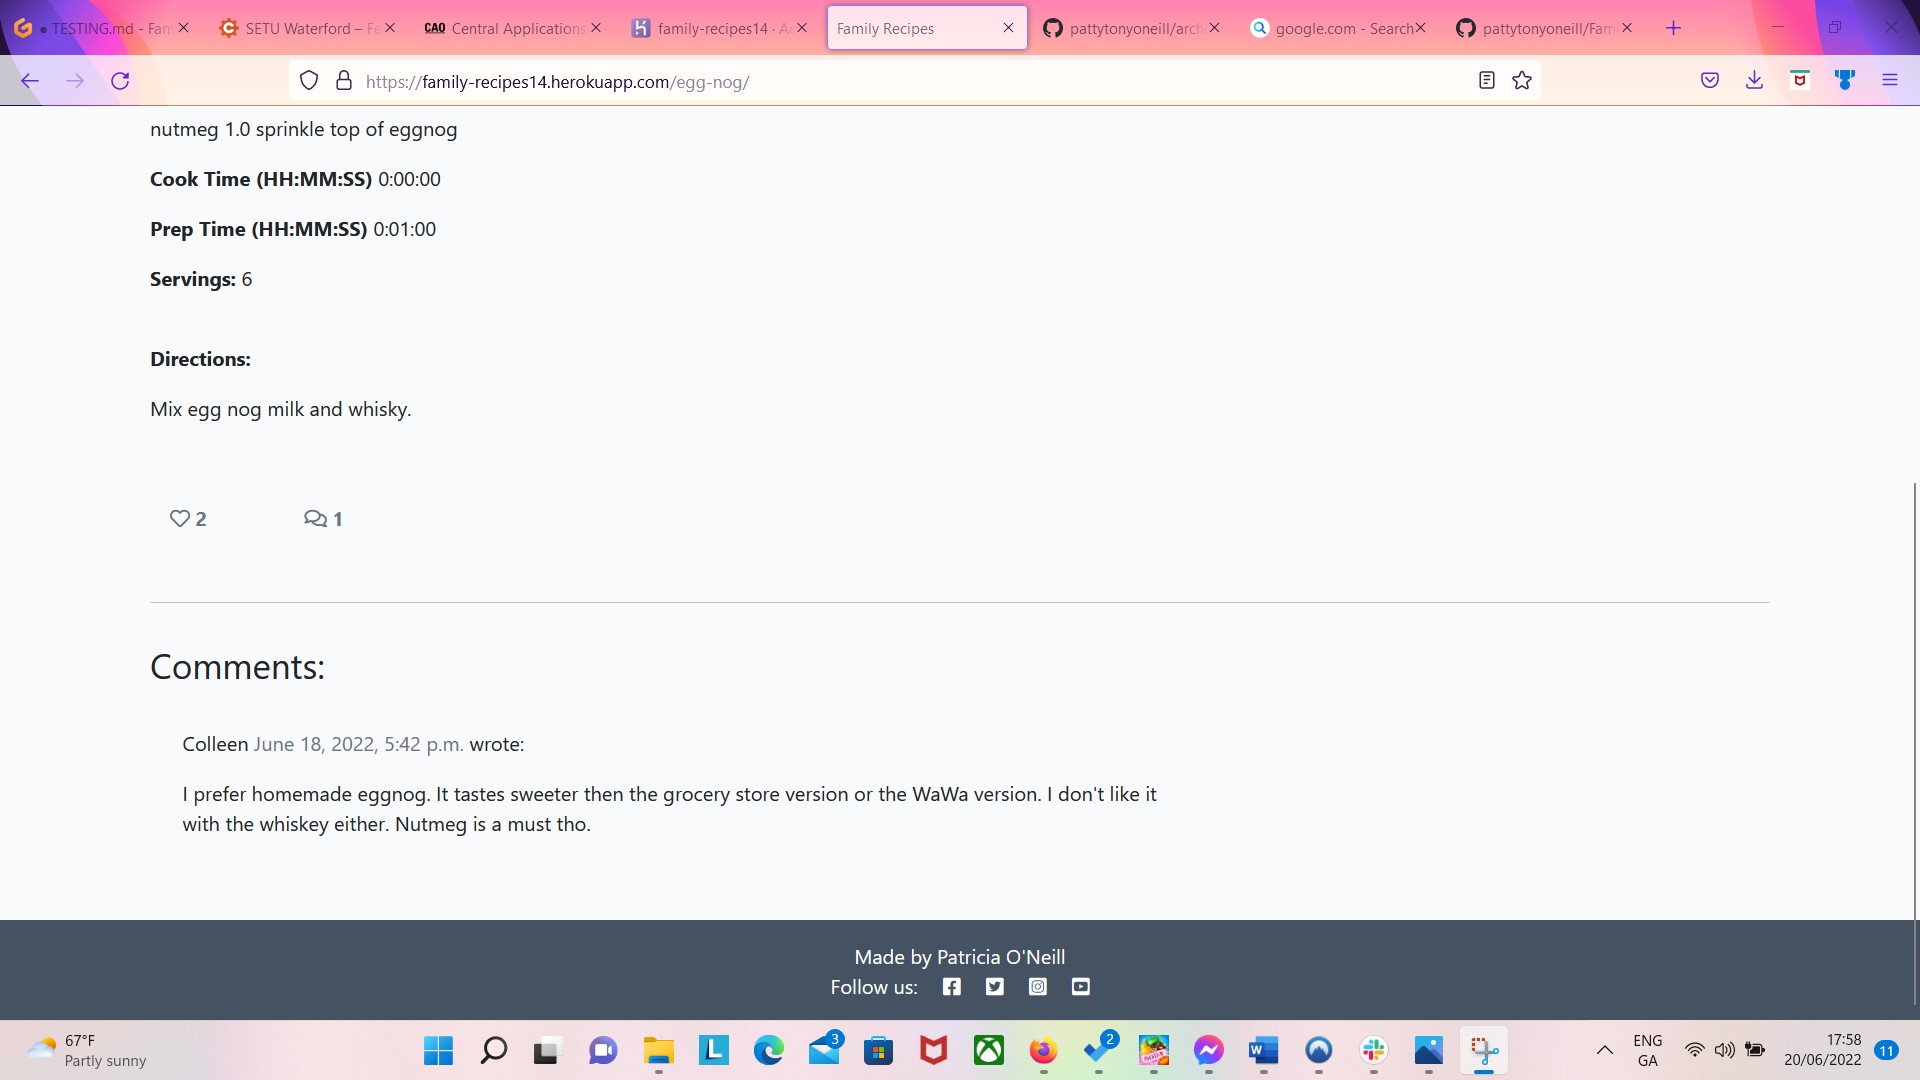 TESTING.md - Fam
SETU Waterford – Fe
CAO Central Applications
family-recipes14 · Ac
Family Recipes
pattytonyoneill/arch
google.com - Search
pattytonyoneill/Fam
https://family-recipes14.herokuapp.com/egg-nog/
nutmeg 1.0 sprinkle top of eggnog
Cook Time (HH:MM:SS) 0:00:00
Prep Time (HH:MM:SS) 0:01:00
Servings: 6
Directions:
Mix egg nog milk and whisky.
2 1
Comments:
Colleen June 18, 2022, 5:42 p.m. wrote:
I prefer homemade eggnog. It tastes sweeter then the grocery store version or the WaWa version. I don't like it
with the whiskey either. Nutmeg is a must tho.
Made by Patricia O'Neill
Follow us:
67°F
Partly sunny
L
3
2
SODA
W
ENG
GA
17:58
20/06/2022
11